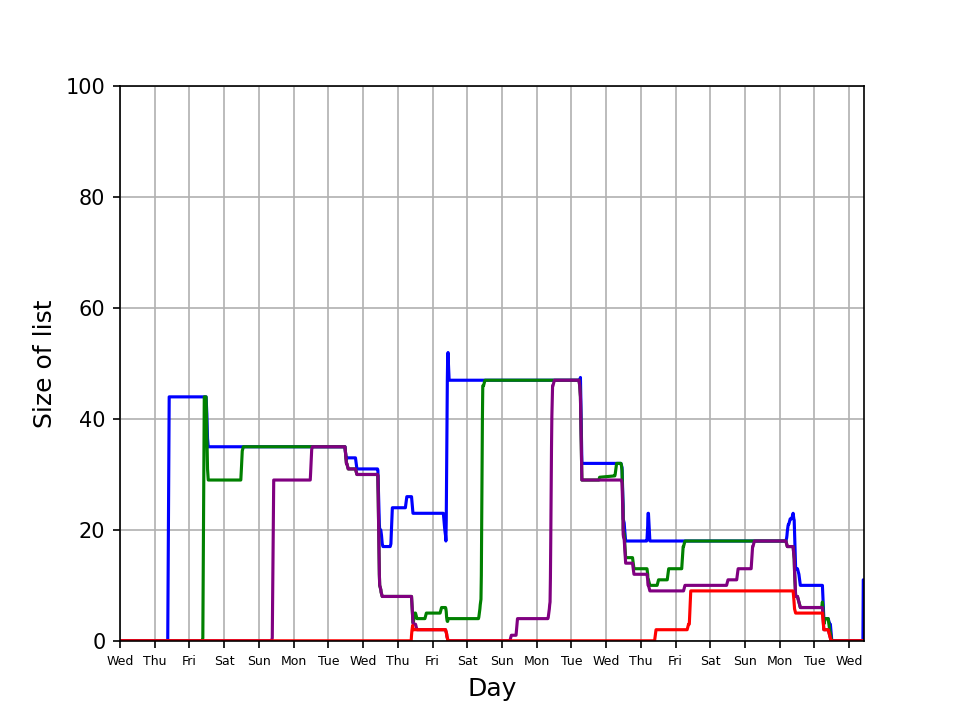 100
80
60
40
20
0
Size of list
Wed Thu Fri Sat Sun Mon Tue Wed Thu Fri Sat Sun Mon Tue Wed Thu Fri Sat Sun Mon Tue Wed
Day